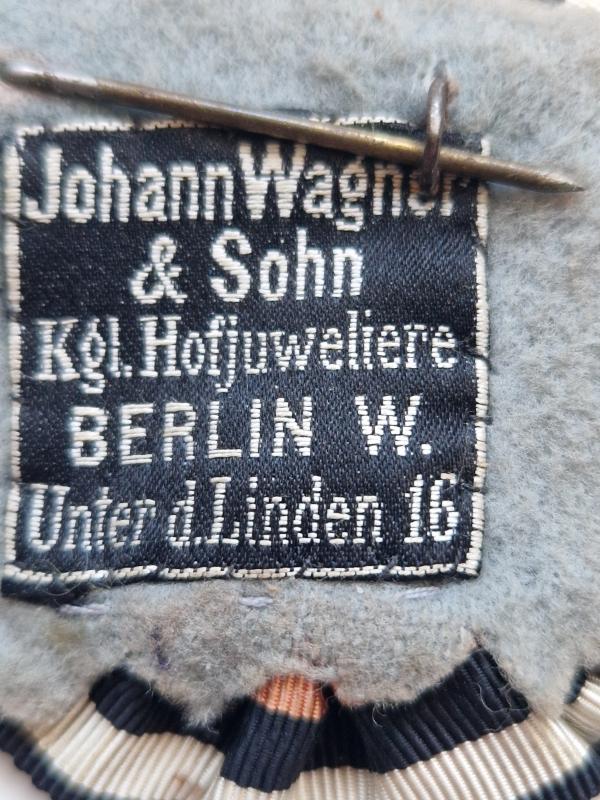 Johann Wagner
& Sohn
Kgl. Hofjuweliere
BERLIN W.
Unter d. Linden 16